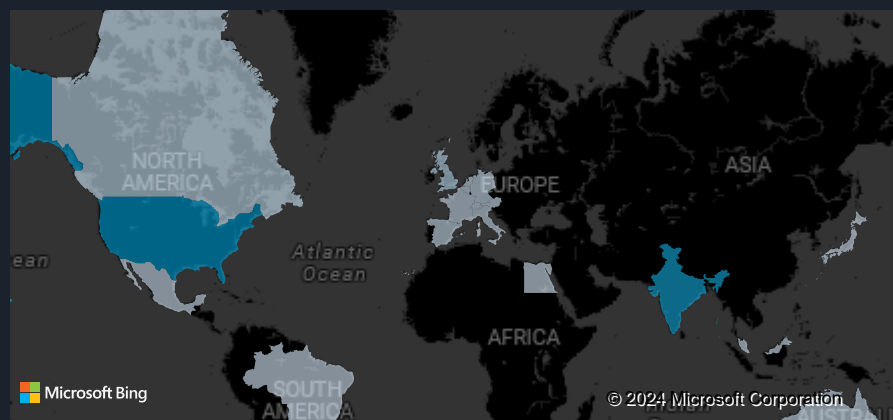 NORTH
AMERICA
EUROPE
ASIA
Atlantic
Ocean
ean
AFRICA
SOUTH
AMERICA
Microsoft Bing
© 2024 Microsoft Corporation